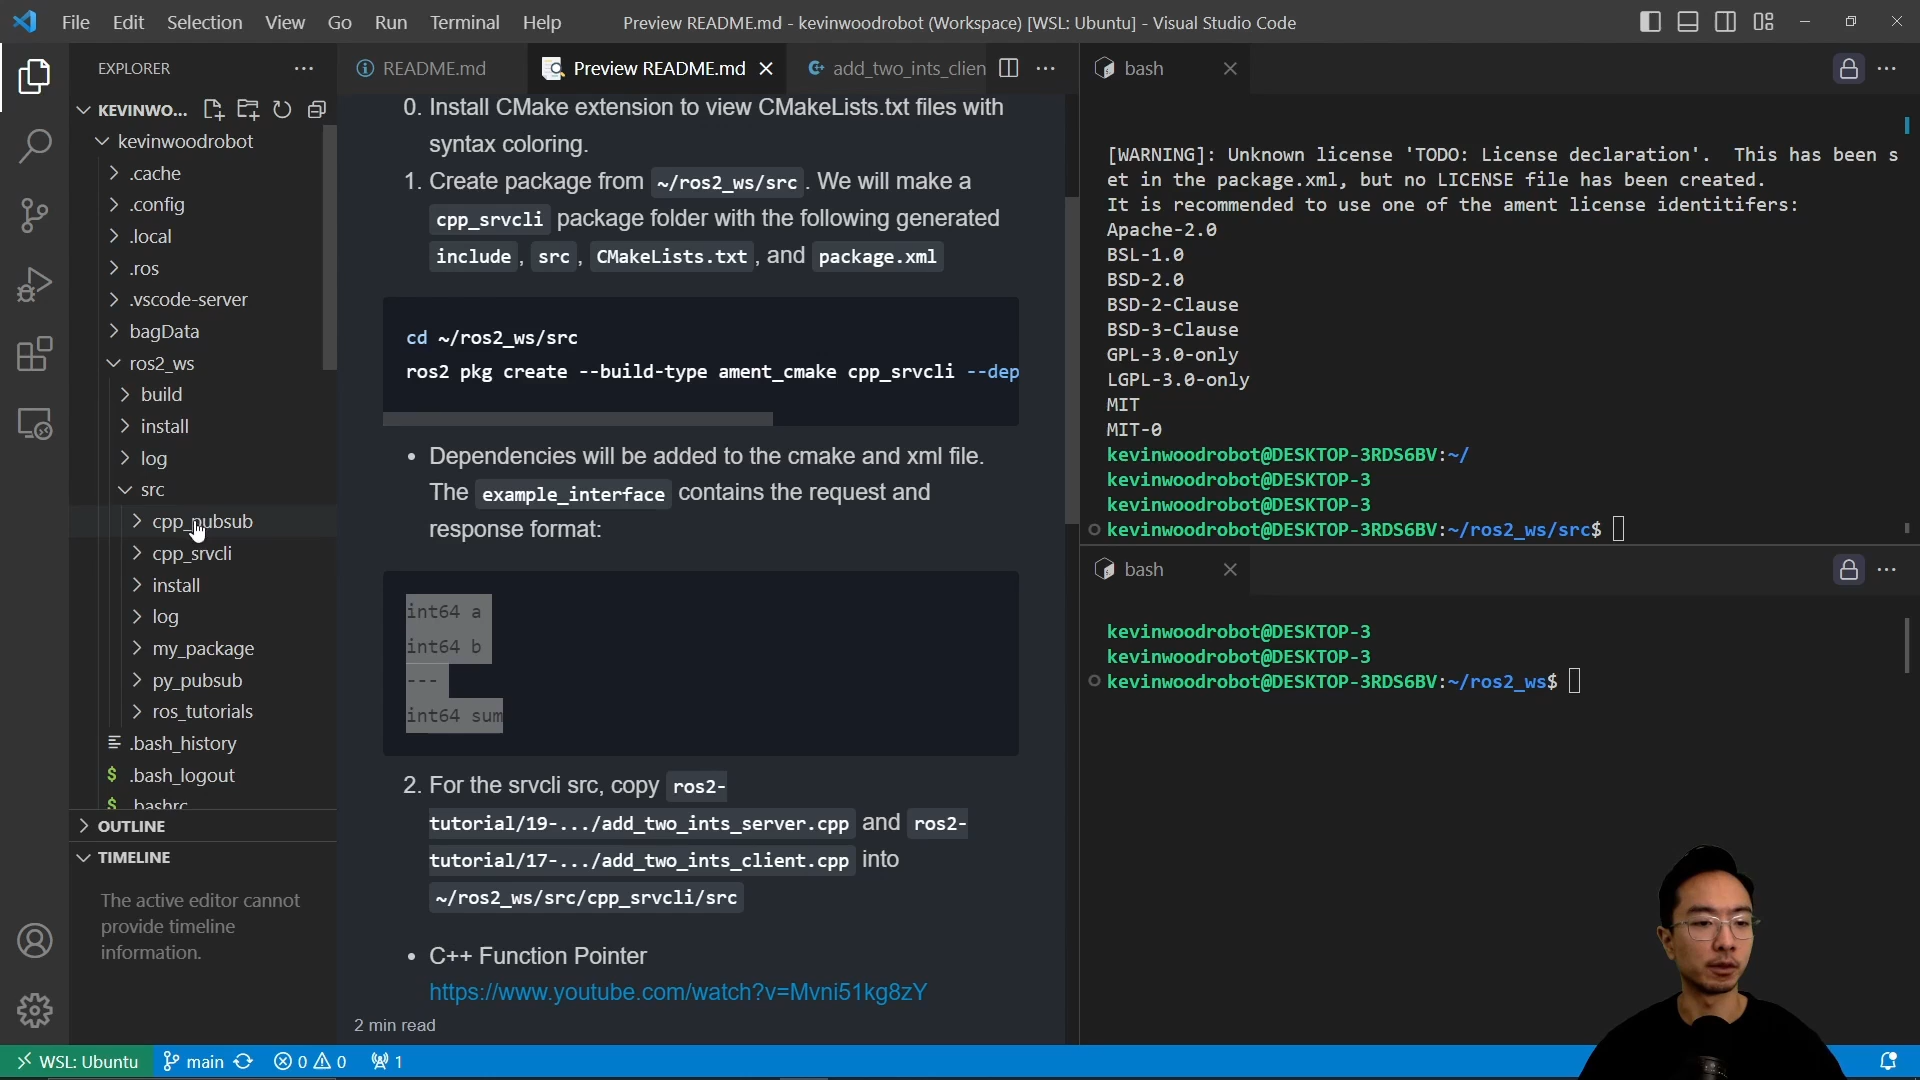 File Edit Selection View Go Run Terminal Help
Preview README.md - kevinwoodrobot (Workspace) [WSL: Ubuntu] - Visual Studio Code
EXPLORER
KEVINWO...
kevinwoodrobot
.cache
.config
.local
.ros
.vscode-server
bagData
ros2_ws
build
install
log
src
cpp_pubsub
cpp_srvcli
install
log
my_package
py_pubsub
ros_tutorials
.bash_history
$ .bash_logout
$ .bashrc
OUTLINE
TIMELINE
The active editor cannot
provide timeline
information.
README.md
Preview README.md
add_two_ints_clien
0. Install CMake extension to view CMakeLists.txt files with
syntax coloring.
1. Create package from ~/ros2_ws/src . We will make a
cpp_srvcli package folder with the following generated
include , src , CMakeLists.txt , and package.xml
cd ~/ros2_ws/src
ros2 pkg create --build-type ament_cmake cpp_srvcli --dep
• Dependencies will be added to the cmake and xml file.
The example_interface contains the request and
response format:
int64 a
int64 b
---
int64 sum
2. For the srvcli src, copy ros2-
tutorial/19-.../add_two_ints_server.cpp and ros2-
tutorial/17-.../add_two_ints_client.cpp into
~/ros2_ws/src/cpp_srvcli/src
• C++ Function Pointer
https://www.youtube.com/watch?v=Mvni51kg8zY
2 min read
bash
[WARNING]: Unknown license 'TODO: License declaration'.  This has been s
et in the package.xml, but no LICENSE file has been created.
It is recommended to use one of the ament license identitifers:
Apache-2.0
BSL-1.0
BSD-2.0
BSD-2-Clause
BSD-3-Clause
GPL-3.0-only
LGPL-3.0-only
MIT
MIT-0
kevinwoodrobot@DESKTOP-3RDS6BV:~/
kevinwoodrobot@DESKTOP-3
kevinwoodrobot@DESKTOP-3
kevinwoodrobot@DESKTOP-3RDS6BV:~/ros2_ws/src$
bash
kevinwoodrobot@DESKTOP-3
kevinwoodrobot@DESKTOP-3
kevinwoodrobot@DESKTOP-3RDS6BV:~/ros2_ws$
WSL: Ubuntu main 0 0 1